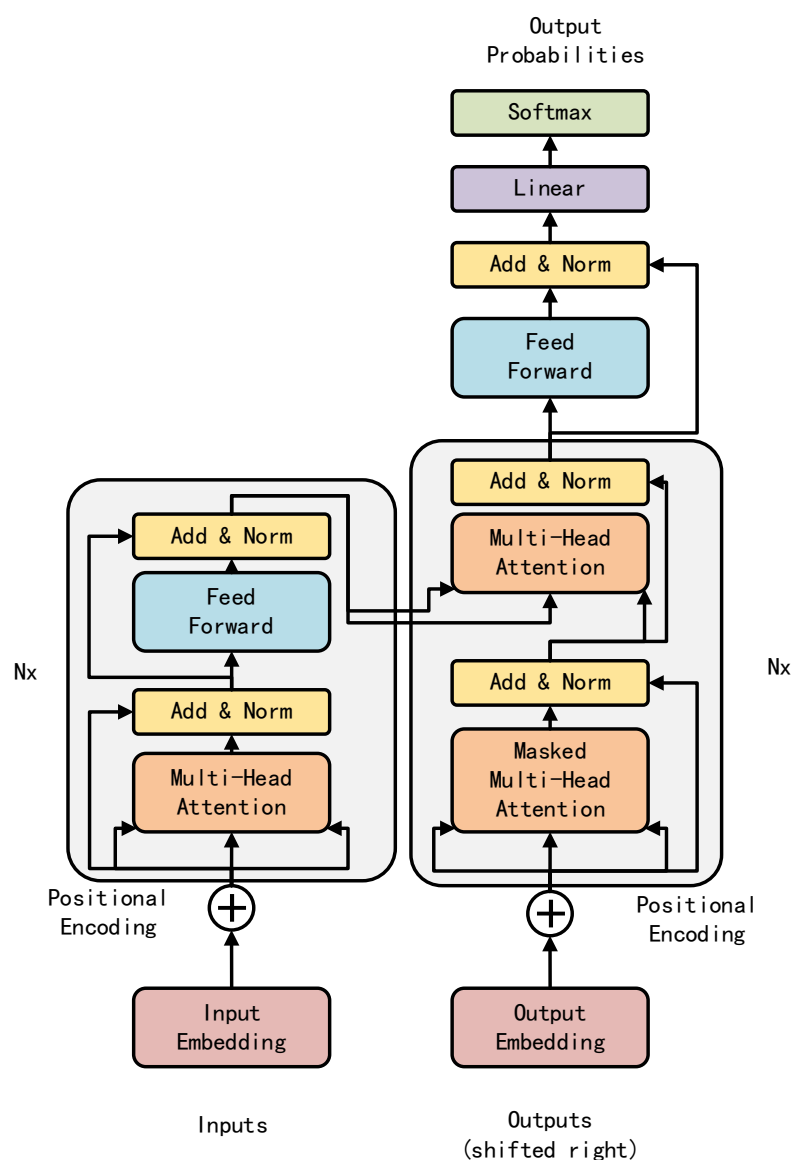 Output
Probabilities
Softmax
Linear
Add & Norm
Feed
Forward
Add & Norm
Multi-Head
Attention
Add & Norm
Feed
Forward
Nx
Add & Norm
Multi-Head
Attention
Nx
Add & Norm
Masked
Multi-Head
Attention
Positional
Encoding
Positional
Encoding
Input
Embedding
Output
Embedding
Inputs
Outputs
(shifted right)